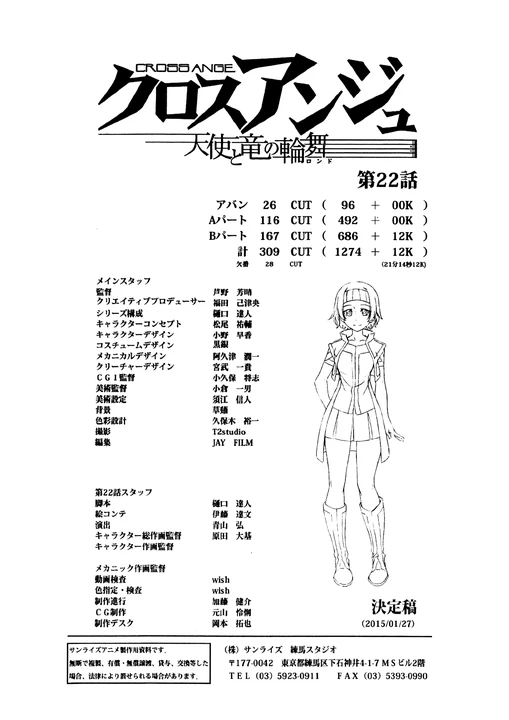 CROSS ANGE
クロスアンジュ
天使と竜の輪舞
ロンド
第22話
アバン 26 CUT ( 96 + 00K )
Aパート 116 CUT ( 492 + 00K )
Bパート 167 CUT ( 686 + 12K )
計 309 CUT ( 1274 + 12K )
欠番 28 CUT (21分14秒12K)
メインスタッフ
監督 芦野 芳晴
クリエイティブプロデューサー 福田 己津央
シリーズ構成 樋口 達人
キャラクターコンセプト 松尾 祐輔
キャラクターデザイン 小野 早香
コスチュームデザイン 黒銀
メカニカルデザイン 阿久津 潤一
クリーチャーデザイン 宮武 一貴
CGI監督 小久保 将志
美術監督 小倉 一男
美術設定 須江 信人
背景 草薙
色彩設計 久保木 裕一
撮影 T2studio
編集 JAY FILM
第22話スタッフ
脚本 樋口 達人
絵コンテ 伊藤 達文
演出 青山 弘
キャラクター総作画監督 原田 大基
キャラクター作画監督
メカニック作画監督
動画検査 wish
色指定・検査 wish
制作進行 加藤 健介
CG制作 元山 怜恫
制作デスク 岡本 拓也
決定稿
(2015/01/27)
サンライズアニメ製作用資料です。
無断で複製、有償・無償譲渡、貸与、交換等した
場合、法律により罰せられる場合があります。
(株) サンライズ 練馬スタジオ
〒177-0042 東京都練馬区下石神井4-1-7 MSビル2階
TEL (03) 5923-0911 FAX (03) 5393-0990